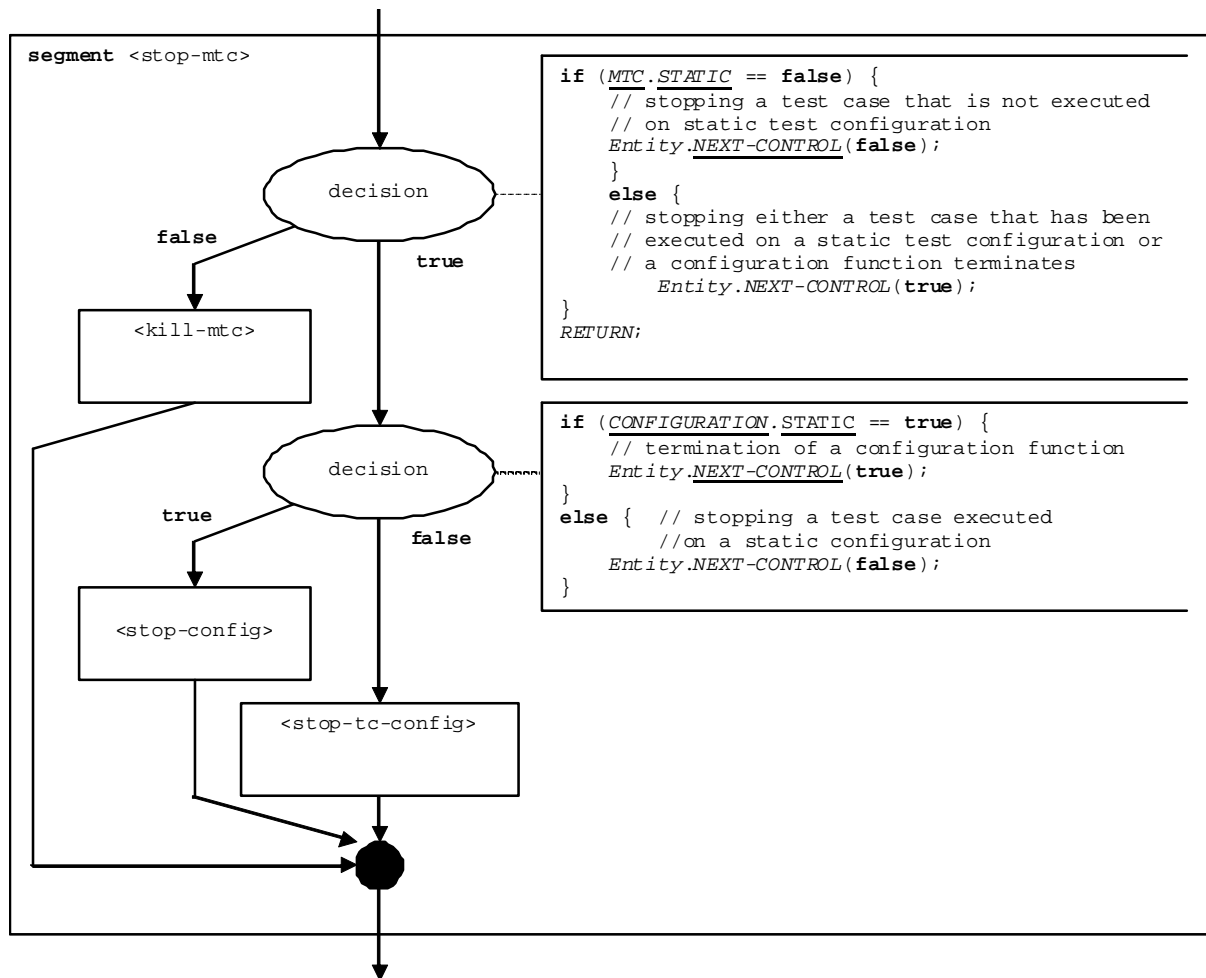 segment <stop-mtc>
if (MTC.STATIC == false) {
// stopping a test case that is not executed
// on static test configuration
Entity.NEXT-CONTROL(false);
}
else {
// stopping either a test case that has been
// executed on a static test configuration or
// a configuration function terminates
Entity.NEXT-CONTROL(true);
}
RETURN;
decision
false
true
<kill-mtc>
if (CONFIGURATION.STATIC == true) {
// termination of a configuration function
Entity.NEXT-CONTROL(true);
}
else { // stopping a test case executed
//on a static configuration
Entity.NEXT-CONTROL(false);
}
decision
true
false
<stop-config>
<stop-tc-config>